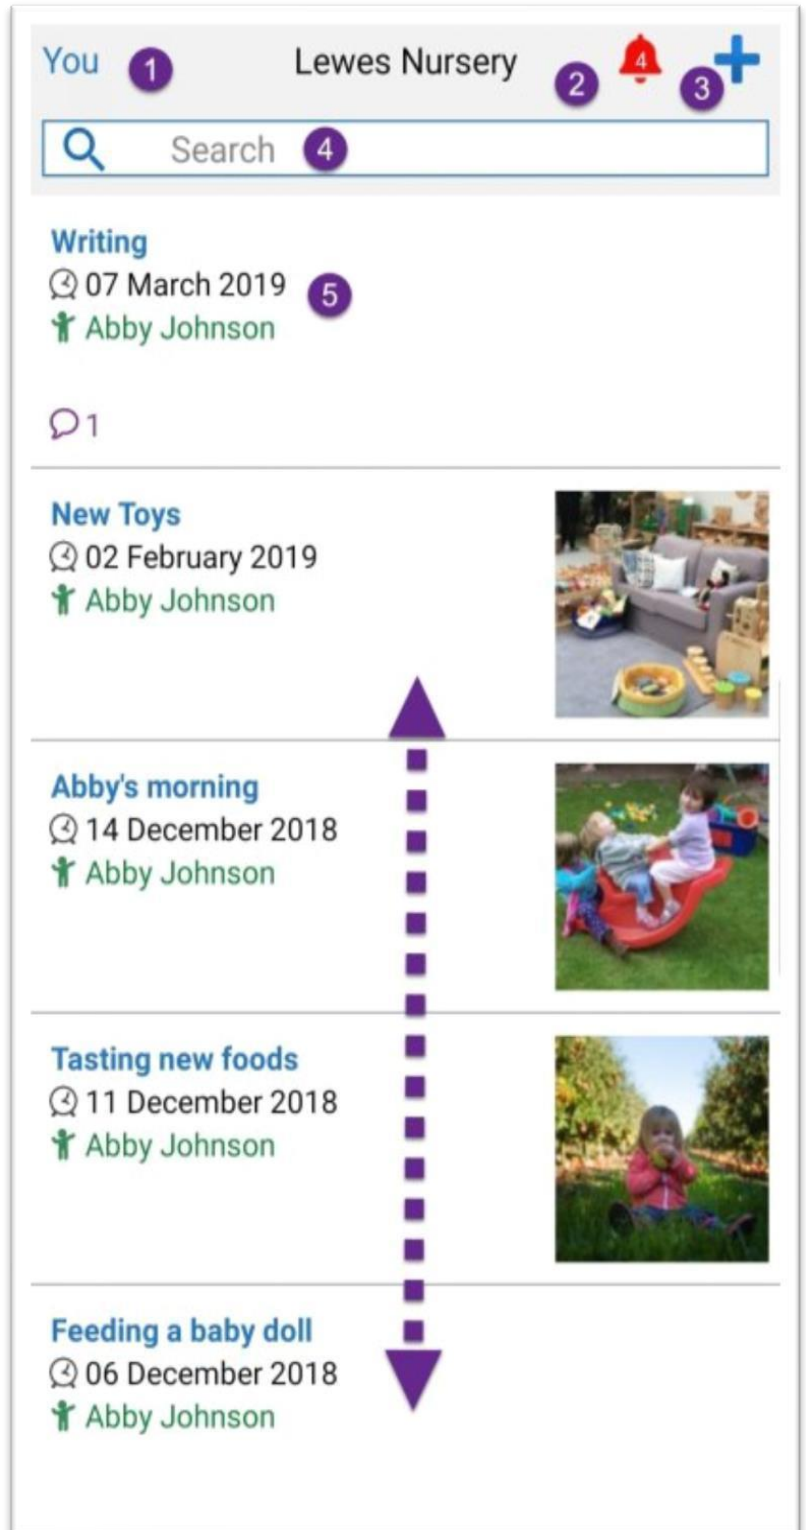 You 1 Lewes Nursery 2 4 3
Search 4
Writing
07 March 2019 5
Abby Johnson
1
New Toys
02 February 2019
Abby Johnson
Abby's morning
14 December 2018
Abby Johnson
Tasting new foods
11 December 2018
Abby Johnson
Feeding a baby doll
06 December 2018
Abby Johnson